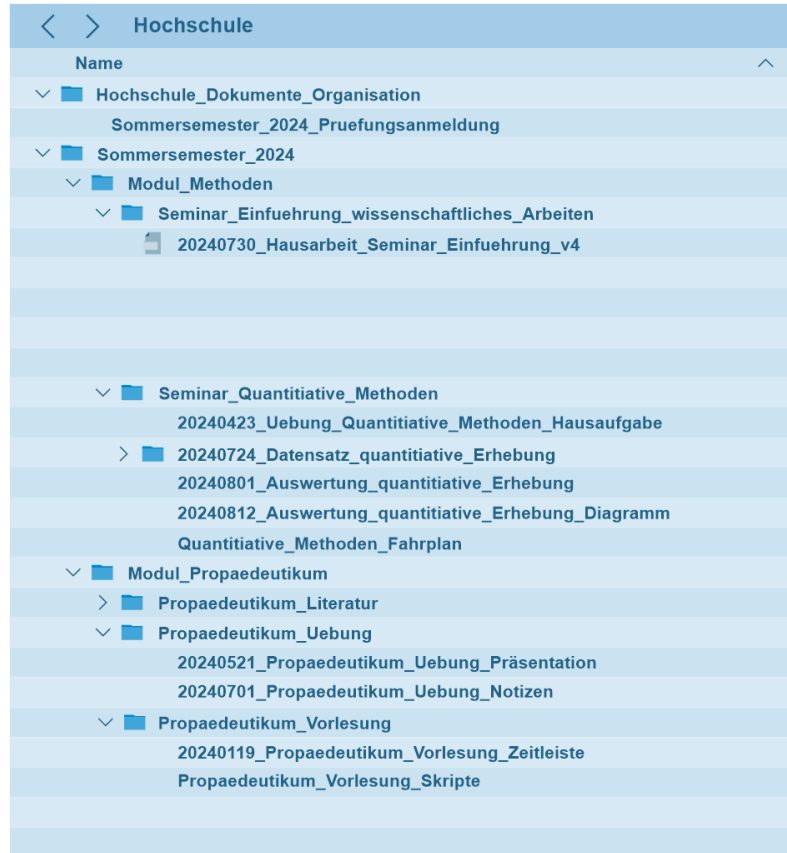 Hochschule
Name
Hochschule_Dokumente_Organisation
Sommersemester_2024_Pruefungsanmeldung
Sommersemester_2024
Modul_Methoden
Seminar_Einfuehrung_wissenschaftliches_Arbeiten
20240730_Hausarbeit_Seminar_Einfuehrung_v4
Seminar_Quantitiative_Methoden
20240423_Uebung_Quantitiative_Methoden_Hausaufgabe
20240724_Datensatz_quantitiative_Erhebung
20240801_Auswertung_quantitiative_Erhebung
20240812_Auswertung_quantitiative_Erhebung_Diagramm
Quantitiative_Methoden_Fahrplan
Modul_Propaedeutikum
Propaedeutikum_Literatur
Propaedeutikum_Uebung
20240521_Propaedeutikum_Uebung_Präsentation
20240701_Propaedeutikum_Uebung_Notizen
Propaedeutikum_Vorlesung
20240119_Propaedeutikum_Vorlesung_Zeitleiste
Propaedeutikum_Vorlesung_Skripte